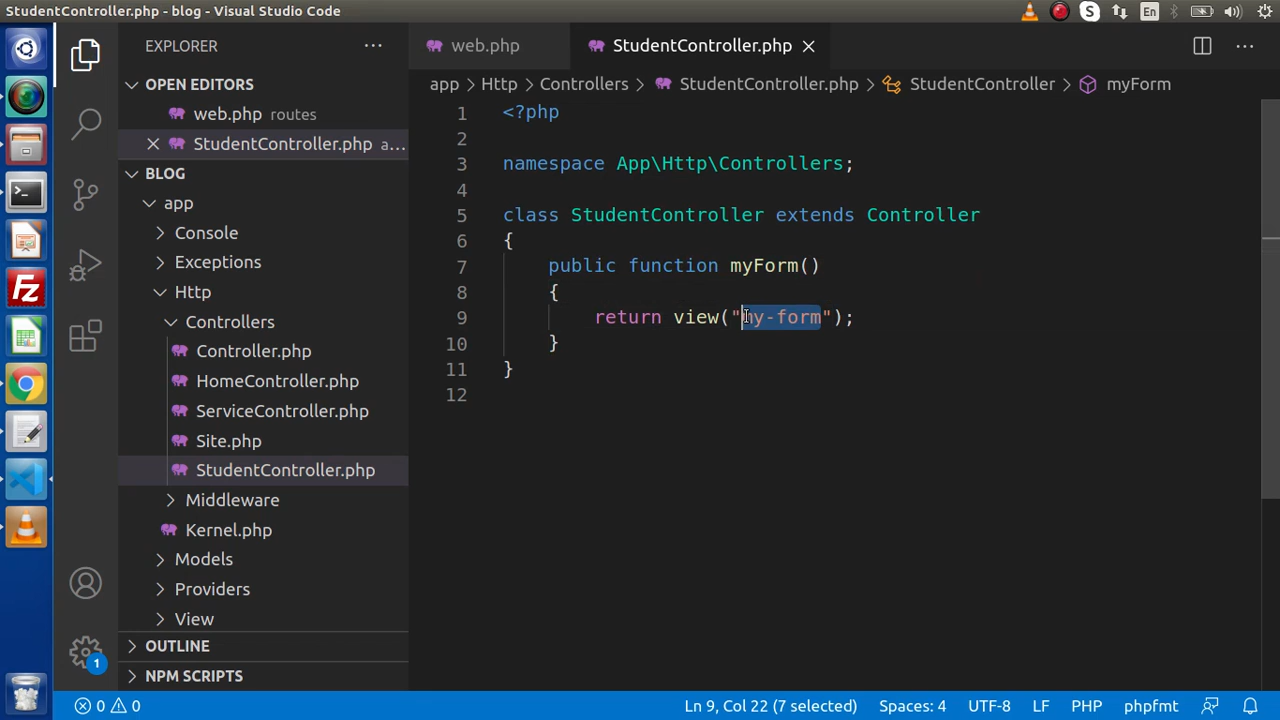 StudentController.php - blog - Visual Studio Code
S
En
EXPLORER
OPEN EDITORS
web.php routes
StudentController.php a...
BLOG
app
Console
Exceptions
Http
Controllers
Controller.php
HomeController.php
ServiceController.php
Site.php
StudentController.php
Middleware
Kernel.php
Models
Providers
View
OUTLINE
NPM SCRIPTS
Fz
1
web.php
StudentController.php
app > Http > Controllers > StudentController.php > StudentController > myForm
1 <?php
2
3 namespace App\Http\Controllers;
4
5 class StudentController extends Controller
6 {
7 public function myForm()
8 {
9 return view("my-form");
10 }
11 }
12
0 0
Ln 9, Col 22 (7 selected)
Spaces: 4
UTF-8
LF
PHP
phpfmt